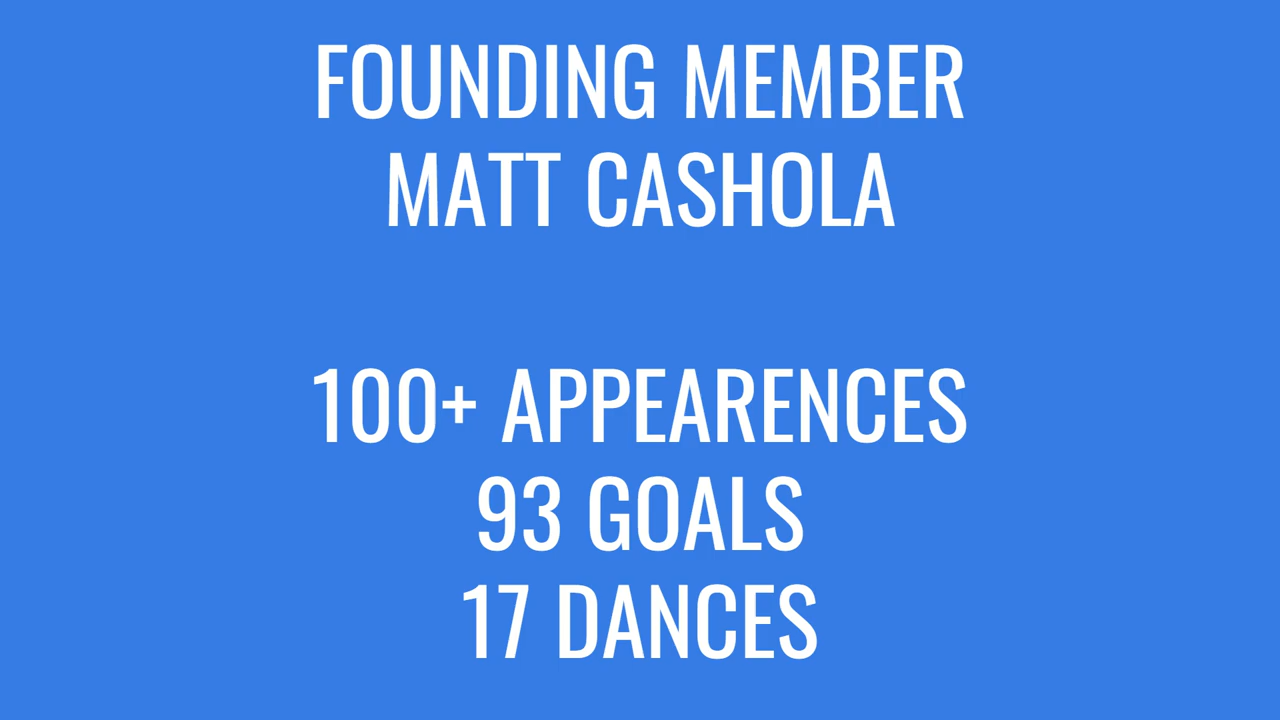 FOUNDING MEMBER
MATT CASHOLA
100+ APPEARENCES
93 GOALS
17 DANCES